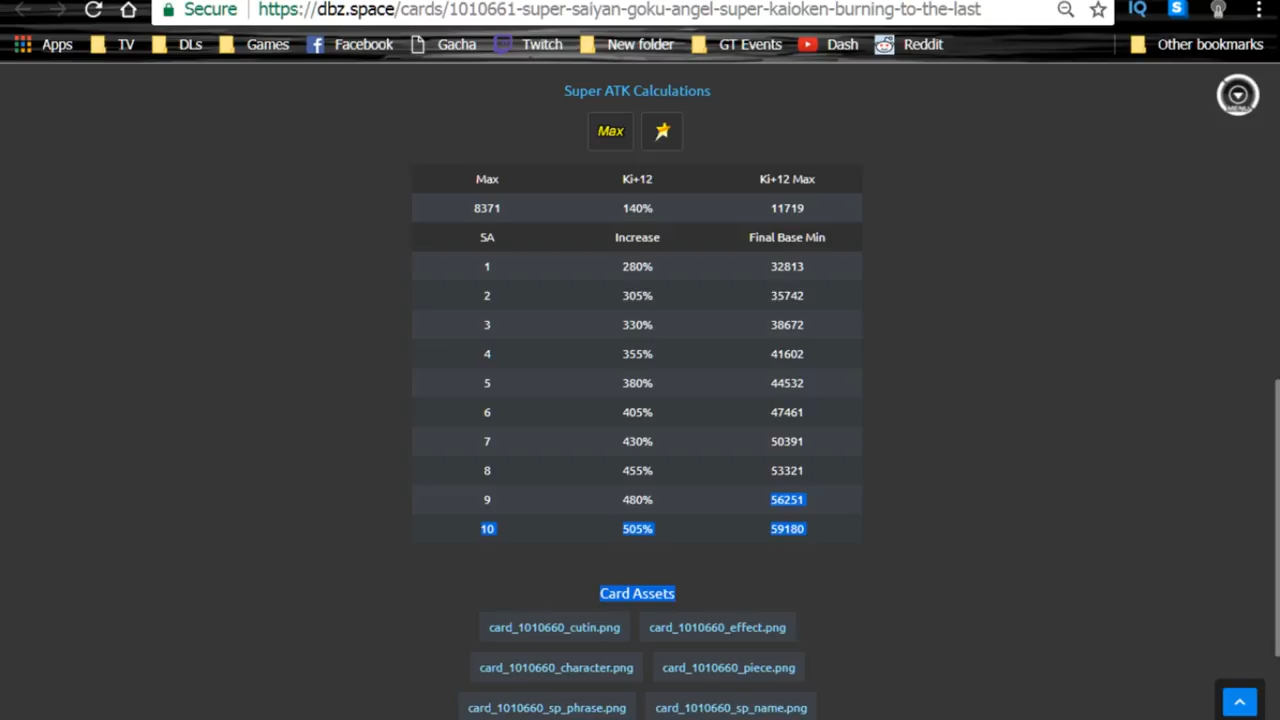 Secure https://dbz.space/cards/1010661-super-saiyan-goku-angel-super-kaioken-burning-to-the-last IQ S
Apps TV DLs Games Facebook Gacha Twitch New folder GT Events Dash Reddit Other bookmarks
Super ATK Calculations
MENU
Max
Max Ki+12 Ki+12 Max
8371 140% 11719
SA Increase Final Base Min
1 280% 32813
2 305% 35742
3 330% 38672
4 355% 41602
5 380% 44532
6 405% 47461
7 430% 50391
8 455% 53321
9 480% 56251
10 505% 59180
Card Assets
card_1010660_cutin.png card_1010660_effect.png
card_1010660_character.png card_1010660_piece.png
card_1010660_sp_phrase.png card_1010660_sp_name.png